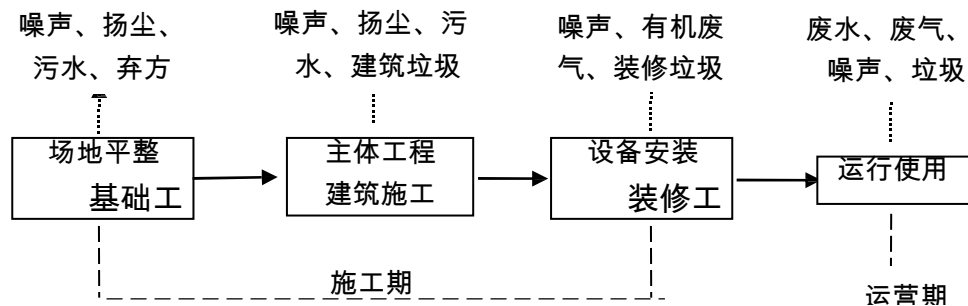 噪声、扬尘、
污水、弃方
噪声、扬尘、污
水、建筑垃圾
噪声、有机废
气、装修垃圾
废水、废气、
噪声、垃圾
场地平整
基础工
主体工程
建筑施工
设备安装
装修工
运行使用
施工期
运营期